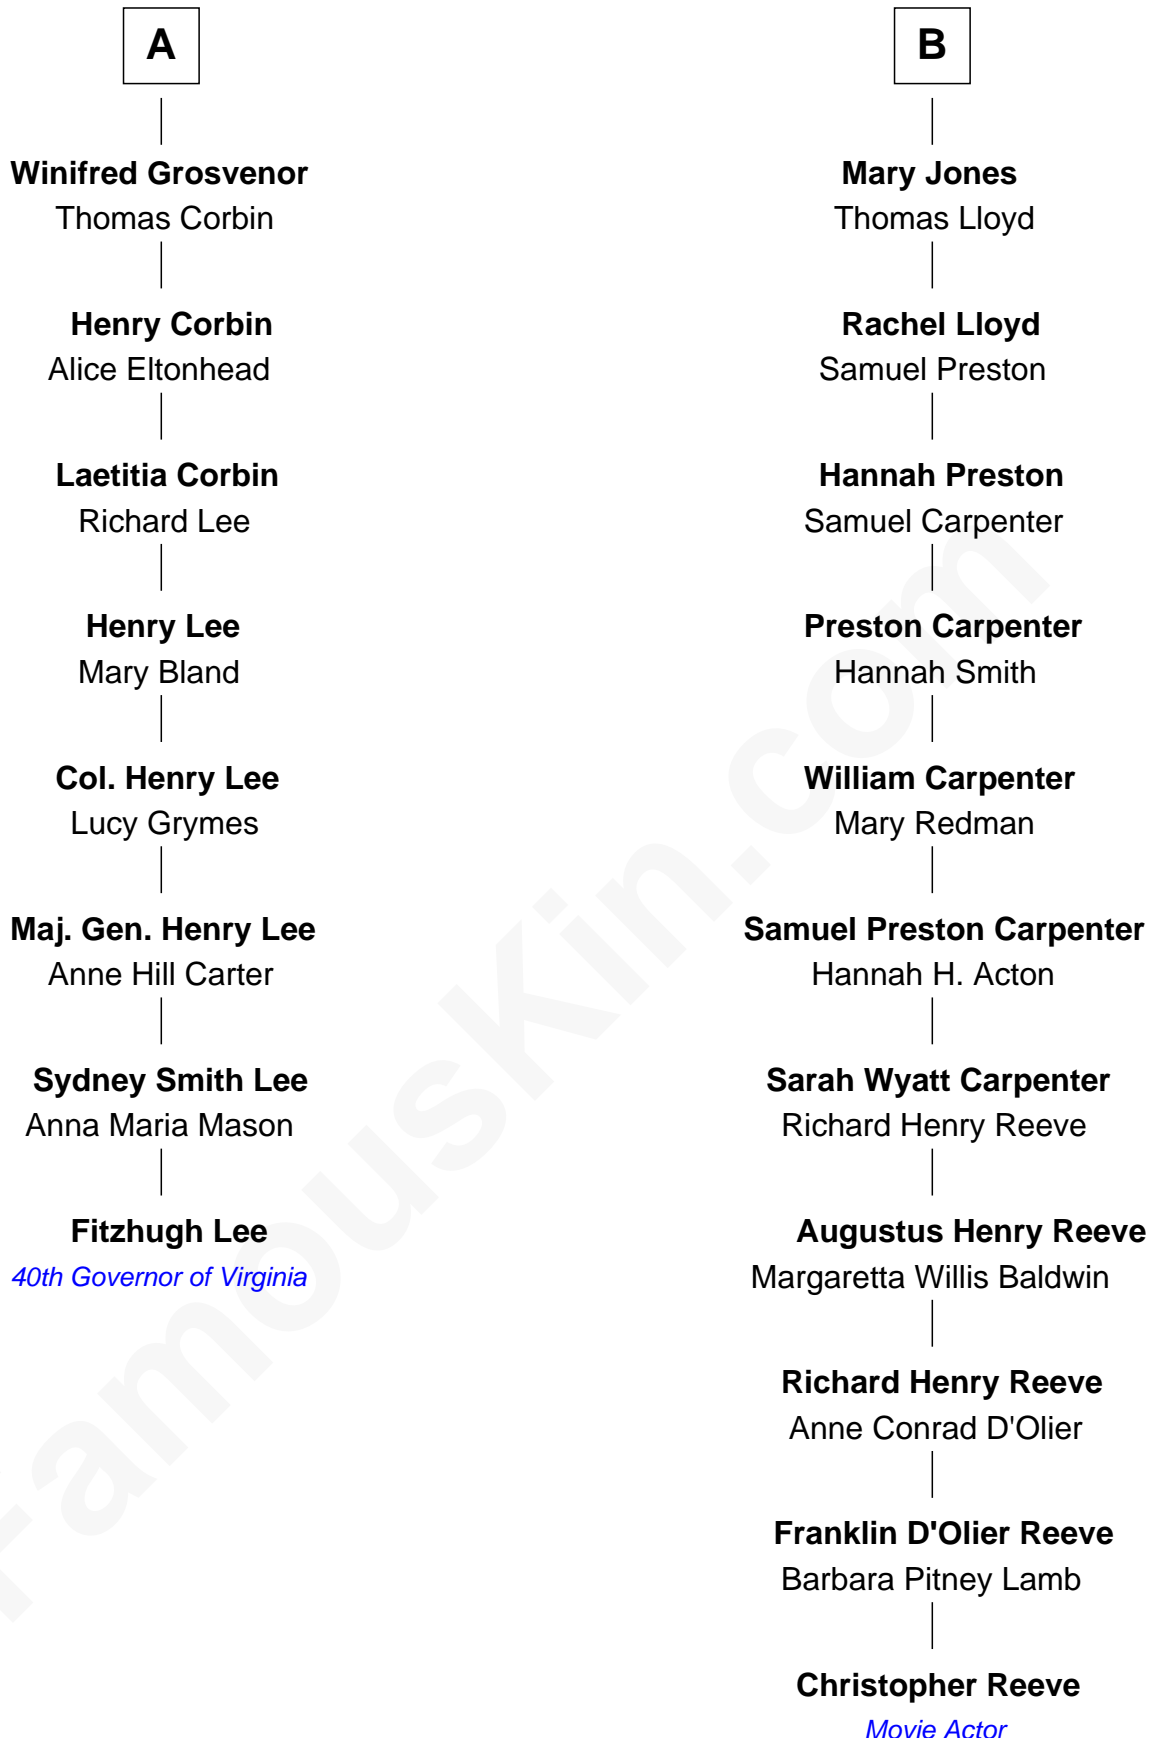 A
Winifred Grosvenor
Thomas Corbin
Henry Corbin
Alice Eltonhead
Laetitia Corbin
Richard Lee
Henry Lee
Mary Bland
Col. Henry Lee
Lucy Grymes
Maj. Gen. Henry Lee
Anne Hill Carter
Sydney Smith Lee
Anna Maria Mason
Fitzhugh Lee
40th Governor of Virginia
B
Mary Jones
Thomas Lloyd
Rachel Lloyd
Samuel Preston
Hannah Preston
Samuel Carpenter
Preston Carpenter
Hannah Smith
William Carpenter
Mary Redman
Samuel Preston Carpenter
Hannah H. Acton
Sarah Wyatt Carpenter
Richard Henry Reeve
Augustus Henry Reeve
Margaretta Willis Baldwin
Richard Henry Reeve
Anne Conrad D'Olier
Franklin D'Olier Reeve
Barbara Pitney Lamb
Christopher Reeve
Movie Actor
FamousKin.com